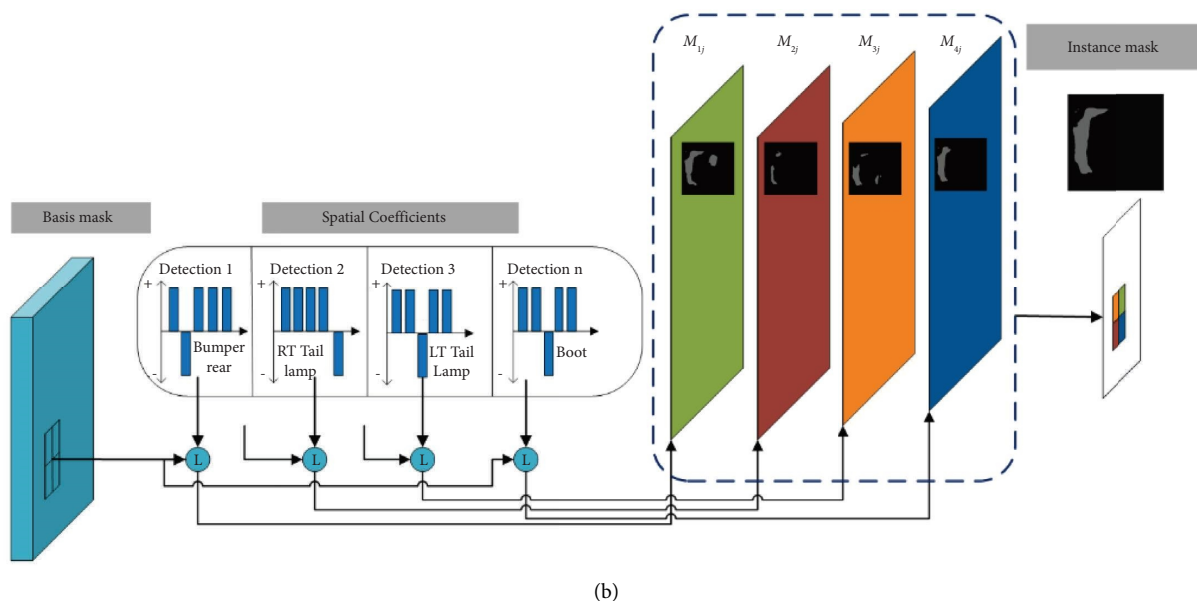 M1j
M2j
M3j
M4j
Instance mask
Basis mask
Spatial Coefficients
Detection 1
Detection 2
Detection 3
Detection n
+
+
+
+
Bumper
rear
RT Tail
lamp
LT Tail
Lamp
Boot
-
-
-
-
L
L
L
L
(b)